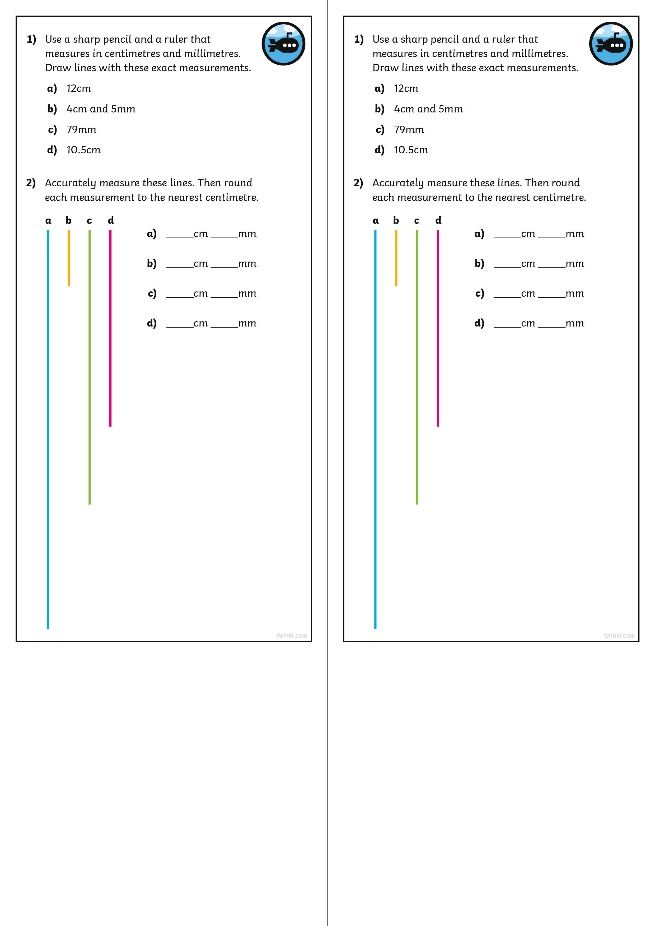 1) Use a sharp pencil and a ruler that
measures in centimetres and millimetres.
Draw lines with these exact measurements.
a) 12cm
b) 4cm and 5mm
c) 79mm
d) 10.5cm
2) Accurately measure these lines. Then round
each measurement to the nearest centimetre.
a b c d
a) _____cm _____mm
b) _____cm _____mm
c) _____cm _____mm
d) _____cm _____mm
twinkl.com
1) Use a sharp pencil and a ruler that
measures in centimetres and millimetres.
Draw lines with these exact measurements.
a) 12cm
b) 4cm and 5mm
c) 79mm
d) 10.5cm
2) Accurately measure these lines. Then round
each measurement to the nearest centimetre.
a b c d
a) _____cm _____mm
b) _____cm _____mm
c) _____cm _____mm
d) _____cm _____mm
twinkl.com